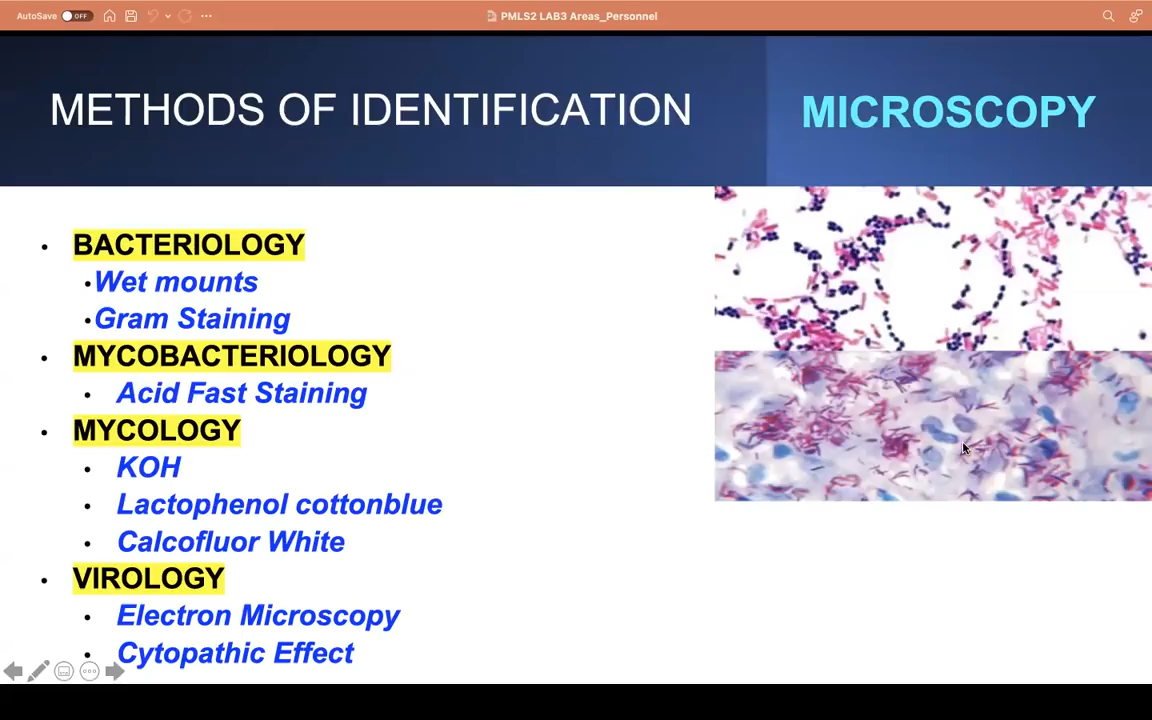 AutoSave OFF
PMLS2 LAB3 Areas_Personnel
METHODS OF IDENTIFICATION
MICROSCOPY
• BACTERIOLOGY
•Wet mounts
•Gram Staining
• MYCOBACTERIOLOGY
• Acid Fast Staining
• MYCOLOGY
• KOH
• Lactophenol cottonblue
• Calcofluor White
• VIROLOGY
• Electron Microscopy
• Cytopathic Effect